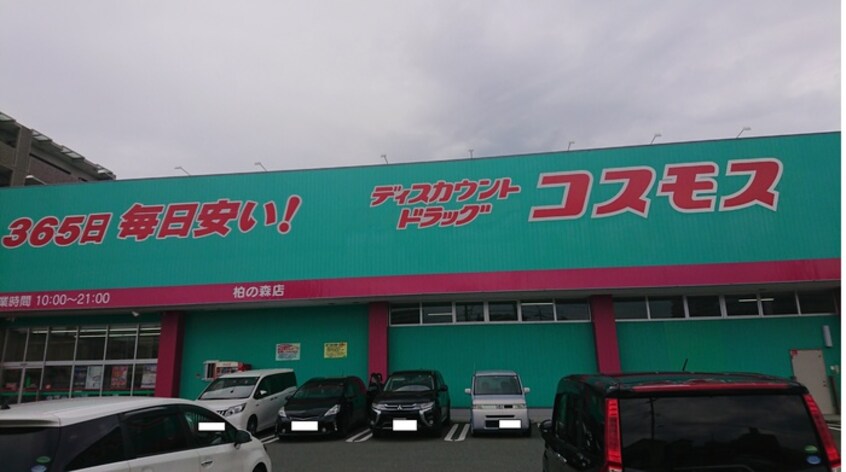 365日 毎日安い!
ディスカウント
ドラッグ
コスモス
業時間 10:00~21:00
柏の森店